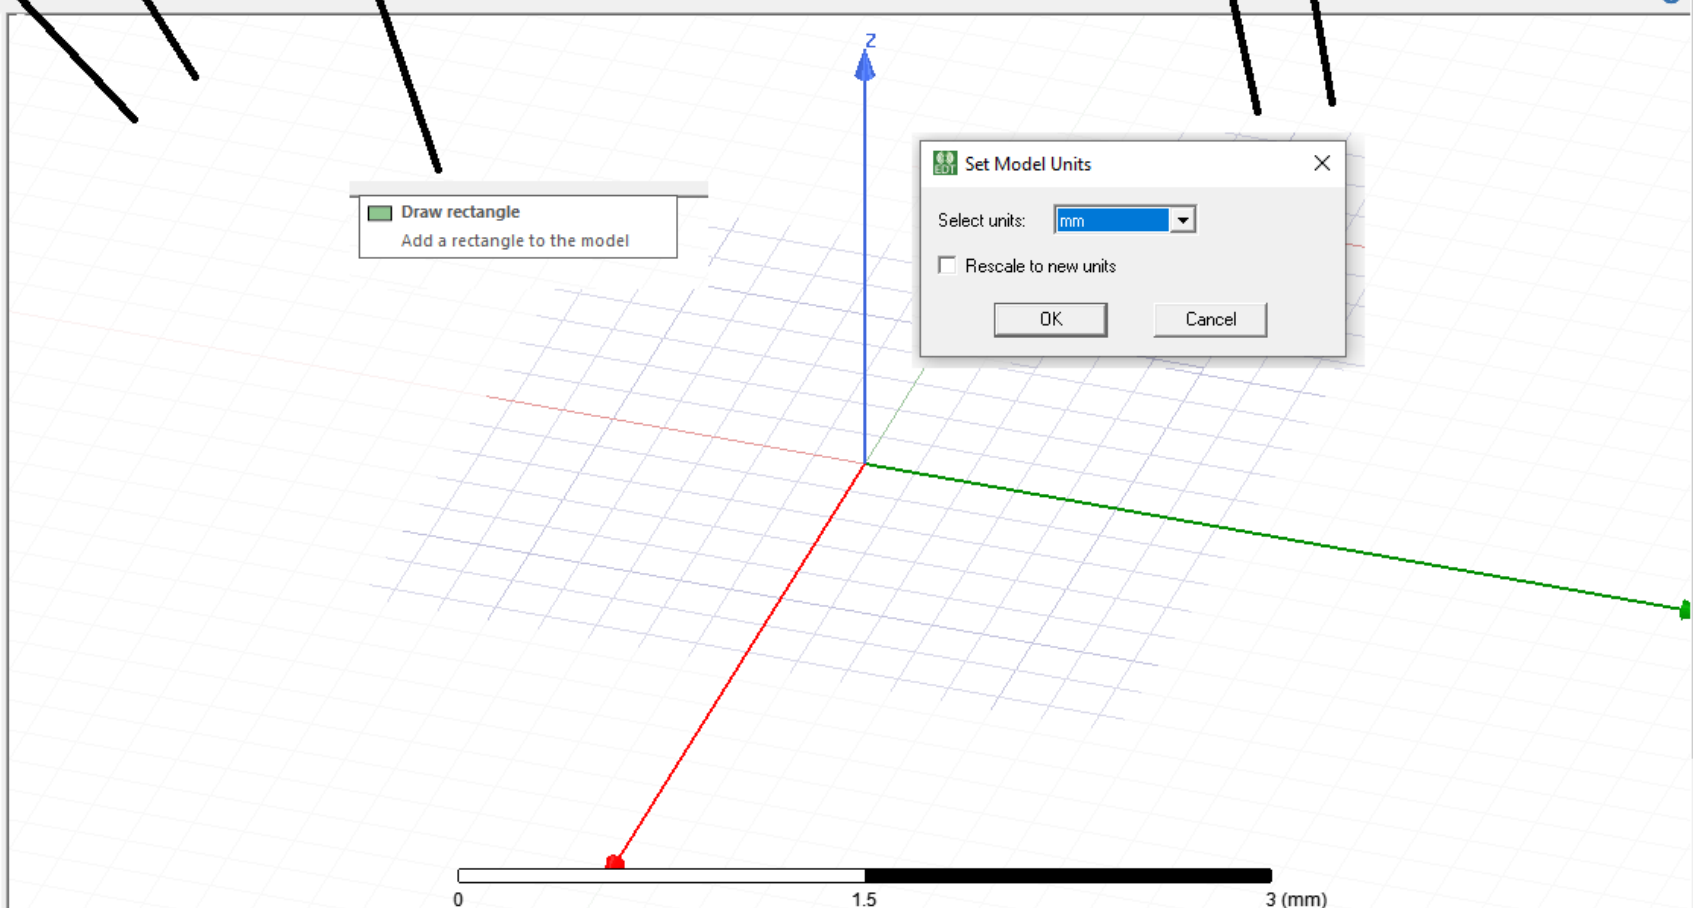 Z
Draw rectangle
Add a rectangle to the model
EDT
Set Model Units
Select units: mm
Rescale to new units
OK Cancel
0 1.5 3 (mm)